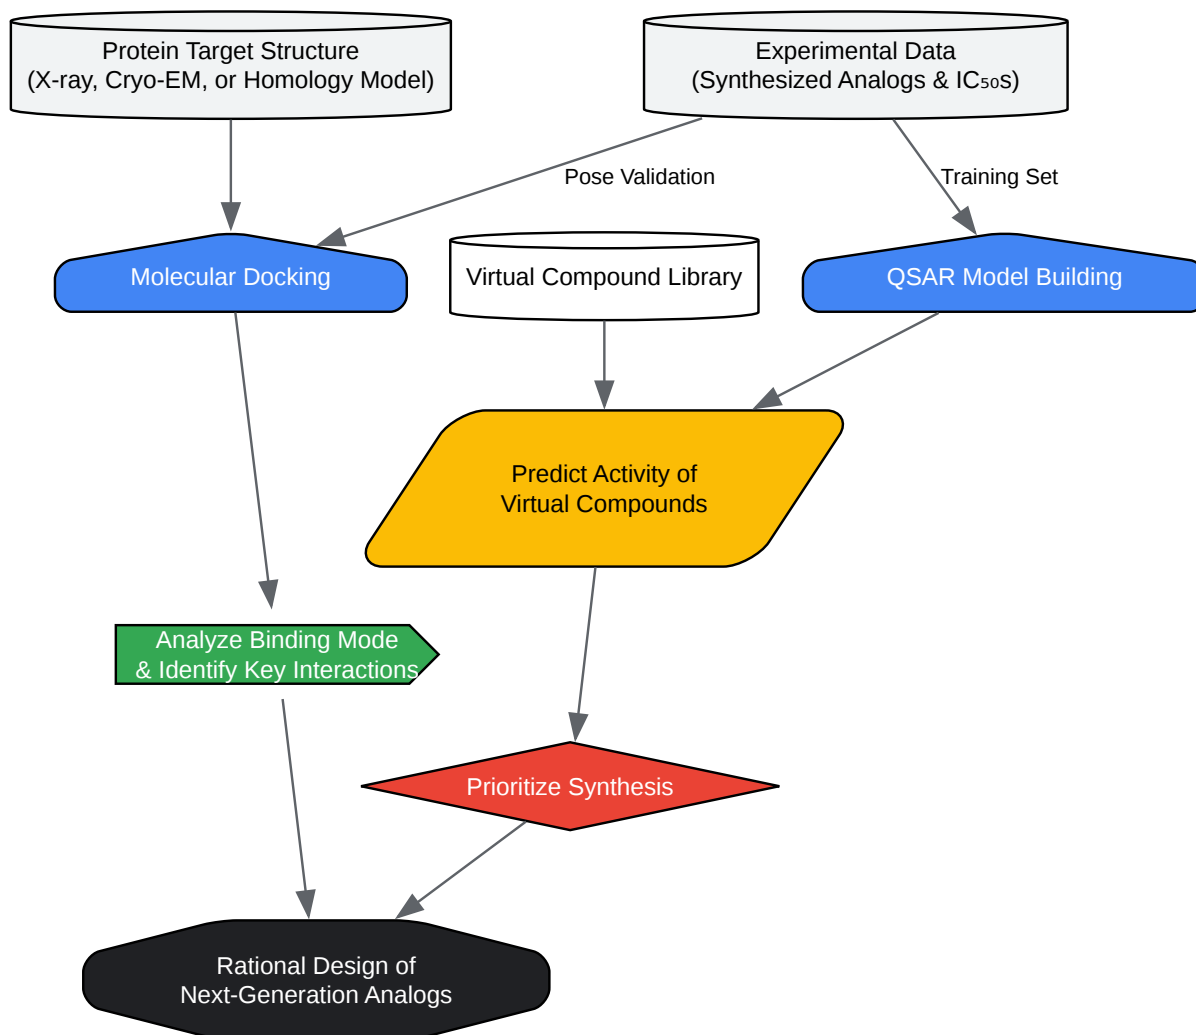 Protein Target Structure
(X-ray, Cryo-EM, or Homology Model)
Experimental Data
(Synthesized Analogs & IC₅₀s)
Pose Validation
Training Set
Molecular Docking
Virtual Compound Library
QSAR Model Building
Predict Activity of
Virtual Compounds
Analyze Binding Mode
& Identify Key Interactions
Prioritize Synthesis
Rational Design of
Next-Generation Analogs